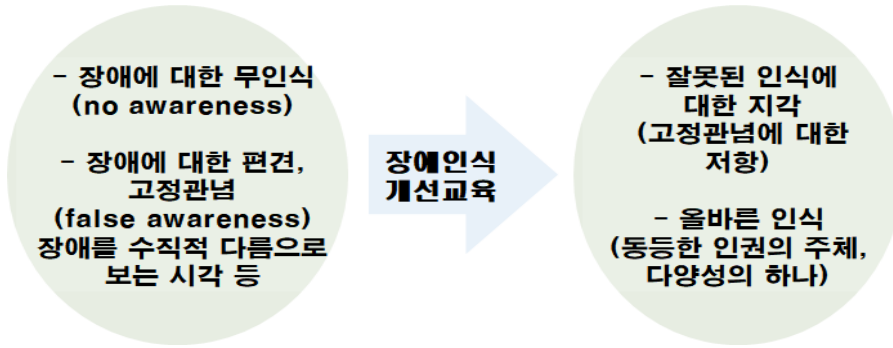 - 장애에 대한 무인식
(no awareness)
- 장애에 대한 편견,
고정관념
(false awareness)
장애를 수직적 다름으로
보는 시각 등
장애인식
개선교육
- 잘못된 인식에
대한 지각
(고정관념에 대한
저항)
- 올바른 인식
(동등한 인권의 주체,
다양성의 하나)